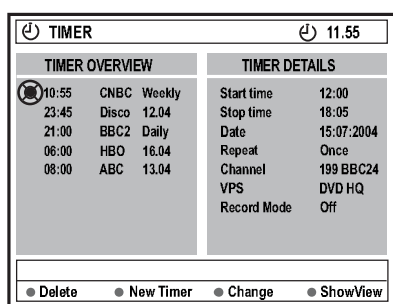 TIMER 11.55
TIMER OVERVIEW
10:55 CNBC Weekly
23:45 Disco 12.04
21:00 BBC2 Daily
06:00 HBO 16.04
08:00 ABC 13.04
TIMER DETAILS
Start time 12:00
Stop time 18:05
Date 15:07:2004
Repeat Once
Channel 199 BBC24
VPS DVD HQ
Record Mode Off
Delete New Timer Change ShowView